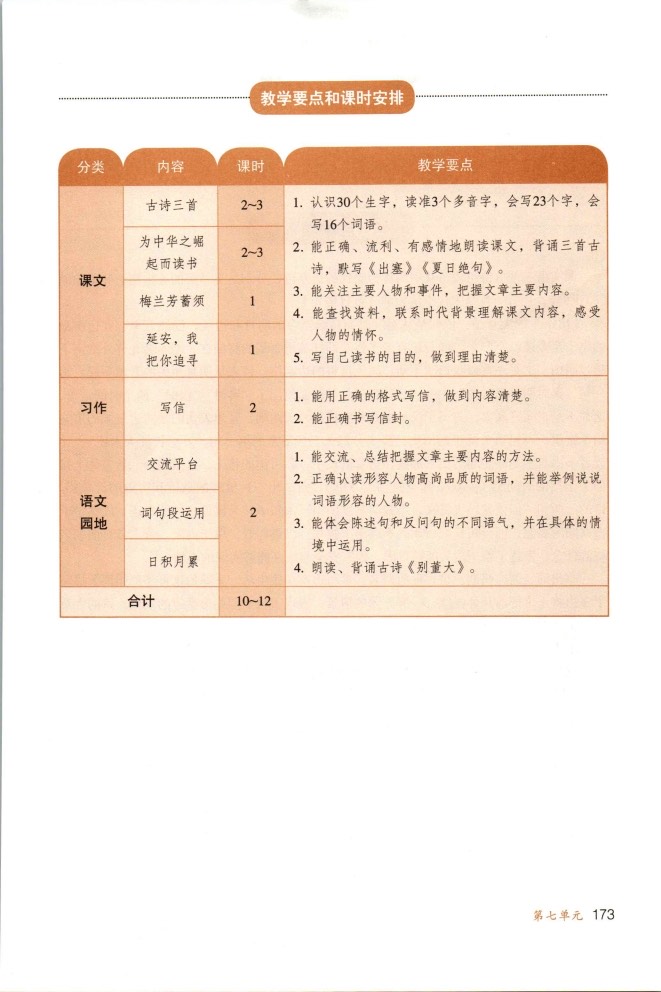 教学要点和课时安排
分类 内容 课时 教学要点
课文
古诗三首 2~3
为中华之崛
起而读书 2~3
梅兰芳蓄须 1
延安，我
把你追寻 1
1. 认识30个生字，读准3个多音字，会写23个字，会
写16个词语。
2. 能正确、流利、有感情地朗读课文，背诵三首古
诗，默写《出塞》《夏日绝句》。
3. 能关注主要人物和事件，把握文章主要内容。
4. 能查找资料，联系时代背景理解课文内容，感受
人物的情怀。
5. 写自己读书的目的，做到理由清楚。
习作 写信 2
1. 能用正确的格式写信，做到内容清楚。
2. 能正确书写信封。
语文
园地
交流平台
词句段运用 2
日积月累
1. 能交流、总结把握文章主要内容的方法。
2. 正确认读形容人物高尚品质的词语，并能举例说说
词语形容的人物。
3. 能体会陈述句和反问句的不同语气，并在具体的情
境中运用。
4. 朗读、背诵古诗《别董大》。
合计 10~12
第七单元 173